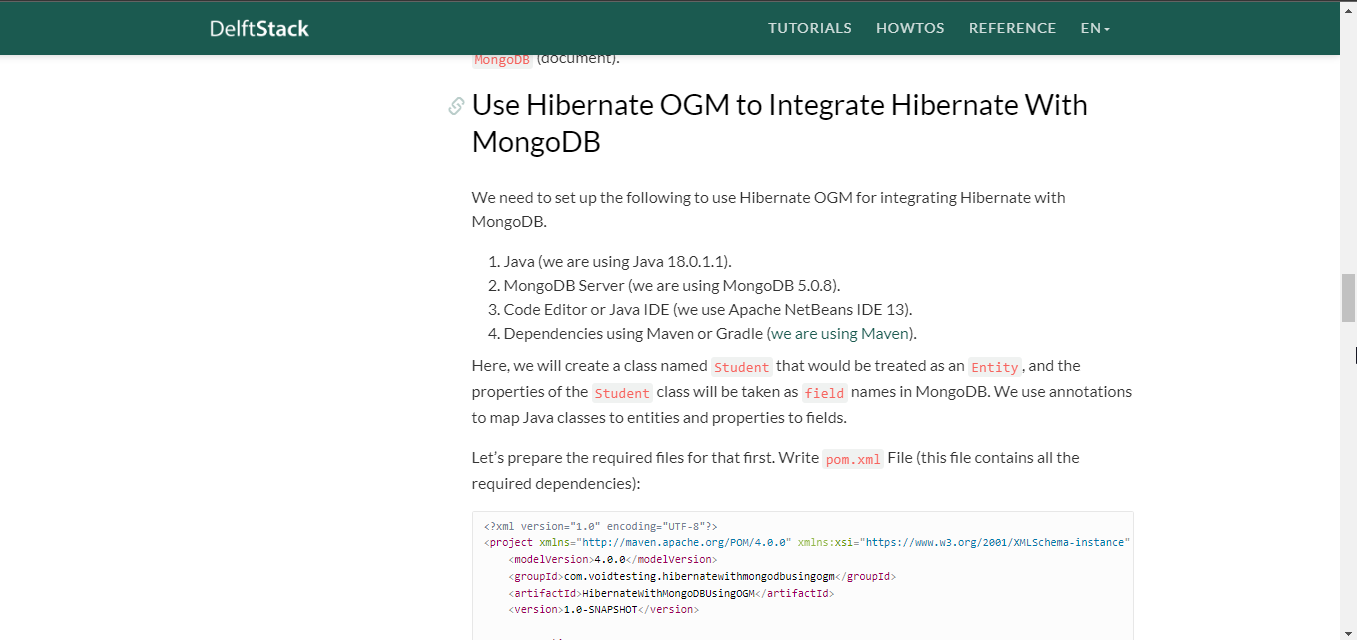 DelftStack TUTORIALS HOWTOS REFERENCE EN
MongoDB (document).
Use Hibernate OGM to Integrate Hibernate With
MongoDB
We need to set up the following to use Hibernate OGM for integrating Hibernate with
MongoDB.
1. Java (we are using Java 18.0.1.1).
2. MongoDB Server (we are using MongoDB 5.0.8).
3. Code Editor or Java IDE (we use Apache NetBeans IDE 13).
4. Dependencies using Maven or Gradle (we are using Maven).
Here, we will create a class named Student that would be treated as an Entity, and the
properties of the Student class will be taken as field names in MongoDB. We use annotations
to map Java classes to entities and properties to fields.
Let’s prepare the required files for that first. Write pom.xml File (this file contains all the
required dependencies):
<?xml version="1.0" encoding="UTF-8"?>
<project xmlns="http://maven.apache.org/POM/4.0.0" xmlns:xsi="https://www.w3.org/2001/XMLSchema-instance"
<modelVersion>4.0.0</modelVersion>
<groupId>com.voidtesting.hibernatewithmongodbusingogm</groupId>
<artifactId>HibernateWithMongoDBUsingOGM</artifactId>
<version>1.0-SNAPSHOT</version>